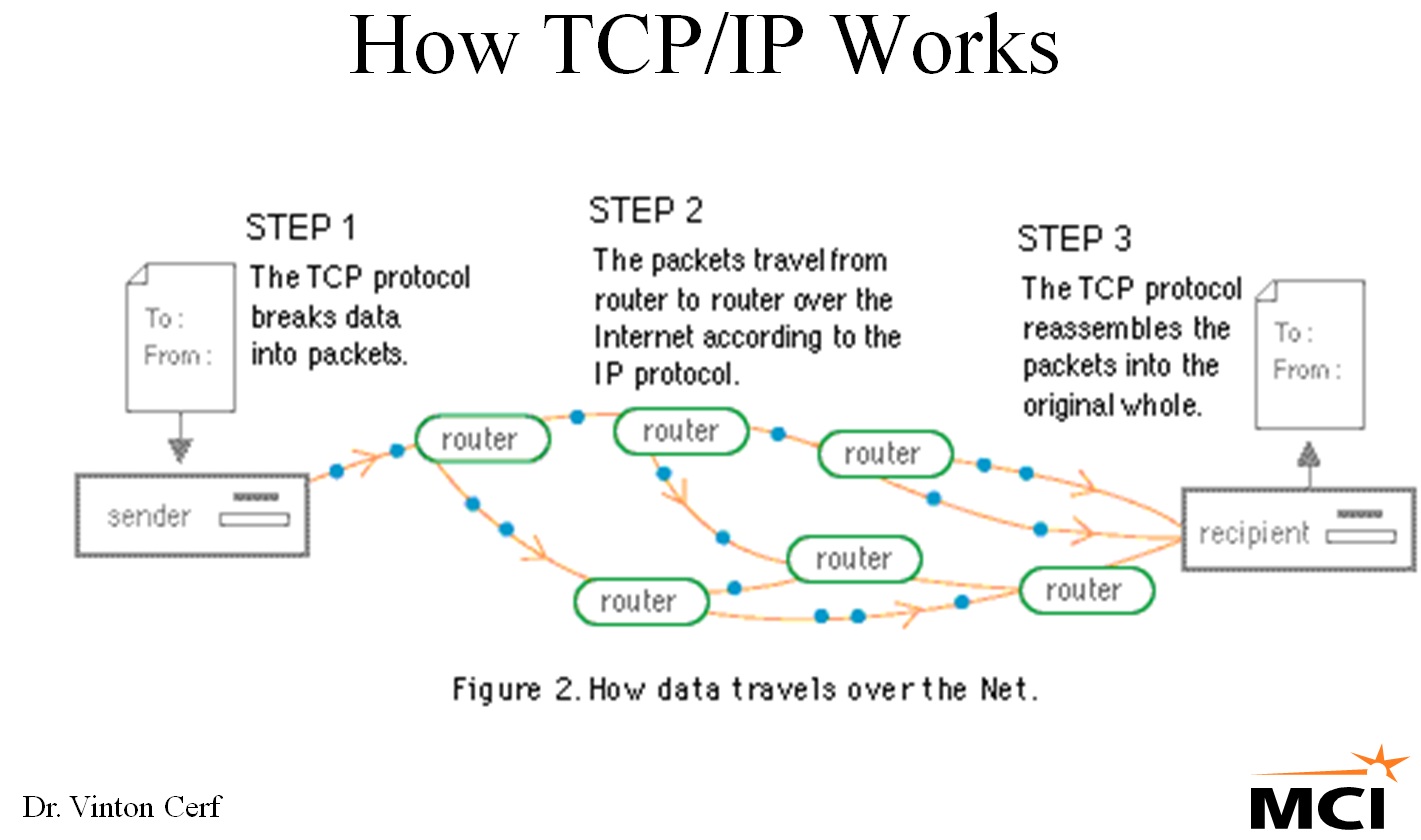 How TCP/IP Works
STEP 1
The TCP protocol
breaks data
into packets.
To :
From :
STEP 2
The packets travel from
router to router over the
Internet according to the
IP protocol.
STEP 3
The TCP protocol
reassembles the
packets into the
original whole.
To :
From :
router
router
router
sender
recipient
router
router
router
Figure 2. How data travels over the Net.
Dr. Vinton Cerf
MCI